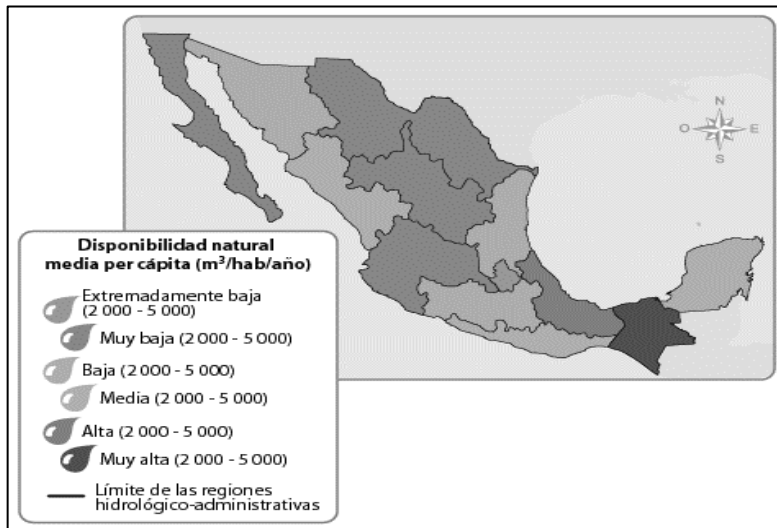 N
O E
S
Disponibilidad natural
media per cápita (m³/hab/año)
Extremadamente baja
(2 000 - 5 000)
Muy baja (2 000 - 5 000)
Baja (2 000 - 5 000)
Media (2 000 - 5 000)
Alta (2 000 - 5 000)
Muy alta (2 000 - 5 000)
Límite de las regiones
hidrológico-administrativas